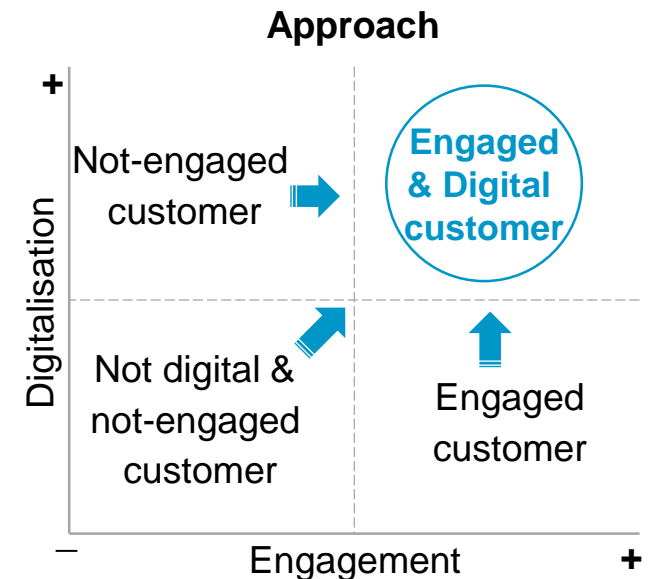 Approach
+
Not-engaged
customer
Engaged
& Digital
customer
Digitalisation
Not digital &
not-engaged
customer
Engaged
customer
–
Engagement
+